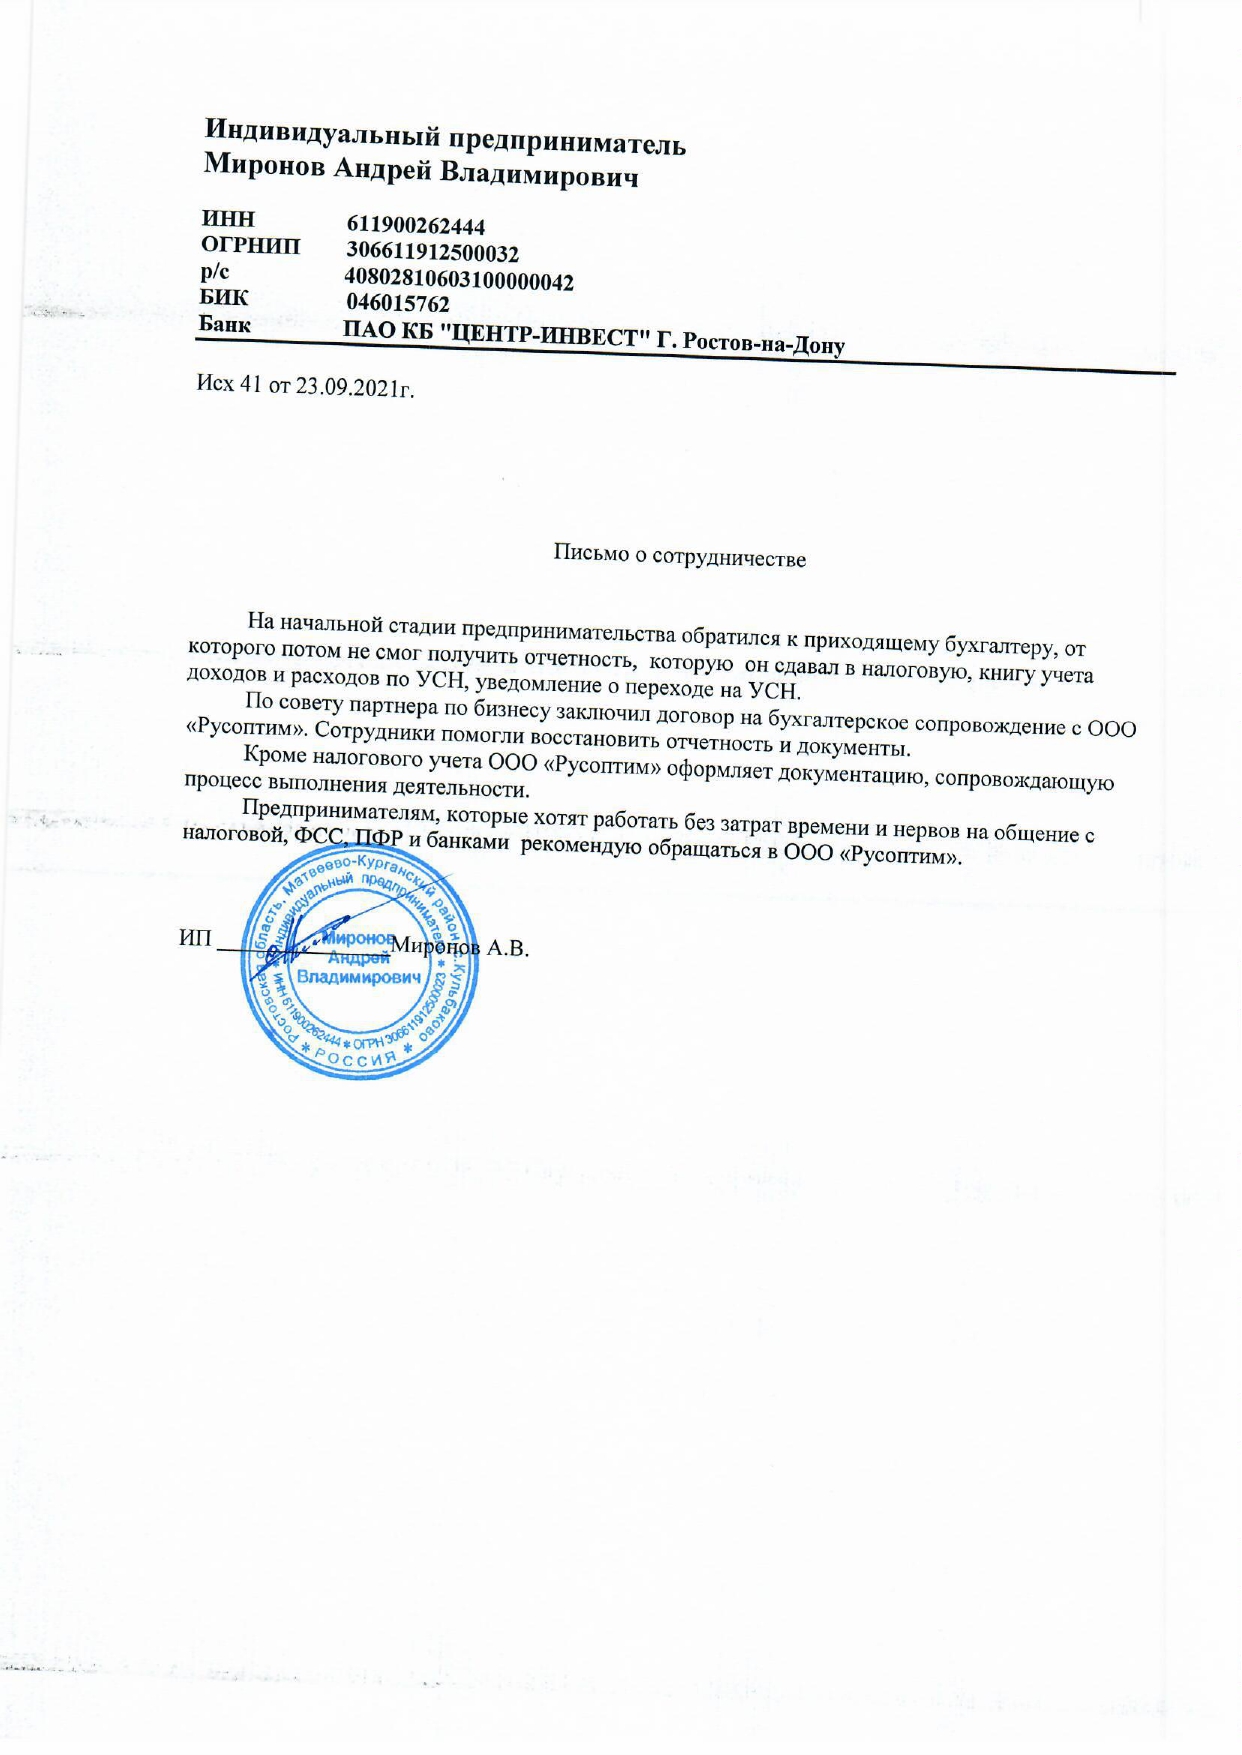 Индивидуальный предприниматель
Миронов Андрей Владимирович
ИНН 611900262444
ОГРНИП 306611912500032
р/с 40802810603100000042
БИК 046015762
Банк ПАО КБ "ЦЕНТР-ИНВЕСТ" Г. Ростов-на-Дону
Исх 41 от 23.09.2021г.
Письмо о сотрудничестве
На начальной стадии предпринимательства обратился к приходящему бухгалтеру, от
которого потом не смог получить отчетность, которую он сдавал в налоговую, книгу учета
доходов и расходов по УСН, уведомление о переходе на УСН.
По совету партнера по бизнесу заключил договор на бухгалтерское сопровождение с ООО
«Русоптим». Сотрудники помогли восстановить отчетность и документы.
Кроме налогового учета ООО «Русоптим» оформляет документацию, сопровождающую
процесс выполнения деятельности.
Предпринимателям, которые хотят работать без затрат времени и нервов на общение с
налоговой, ФСС, ПФР и банками рекомендую обращаться в ООО «Русоптим».
ИП ________________Миронов А.В.
Ростовская область, Матвеево-Курганский район, с.Кульбаково
* РОССИЯ *
Индивидуальный предприниматель
* ИНН 611900262444 * ОГРН 306611912500023 *
Миронов
Андрей
Владимирович